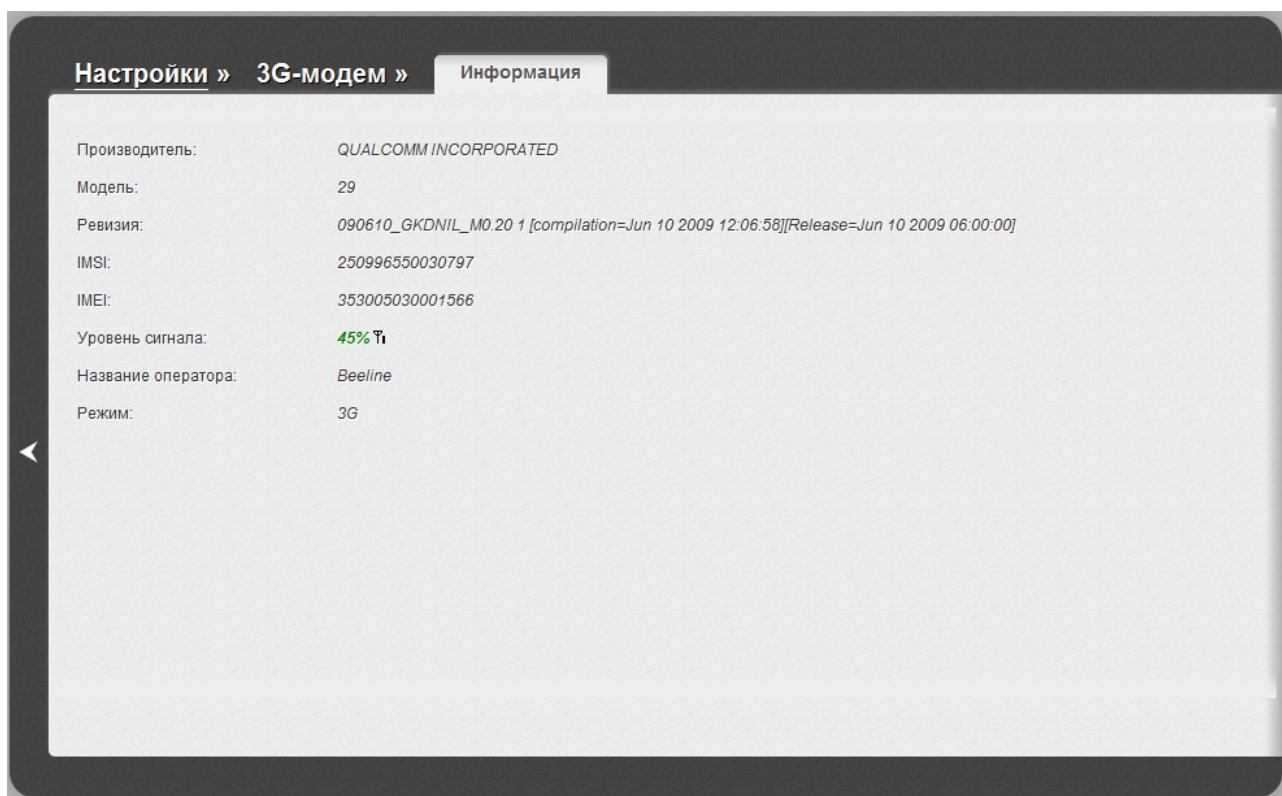 Настройки » 3G-модем » Информация
Производитель: QUALCOMM INCORPORATED
Модель: 29
Ревизия: 090610_GKDNIL_M0.20 1 [compilation=Jun 10 2009 12:06:58][Release=Jun 10 2009 06:00:00]
IMSI: 250996550030797
IMEI: 353005030001566
Уровень сигнала: 45%
Название оператора: Beeline
Режим: 3G